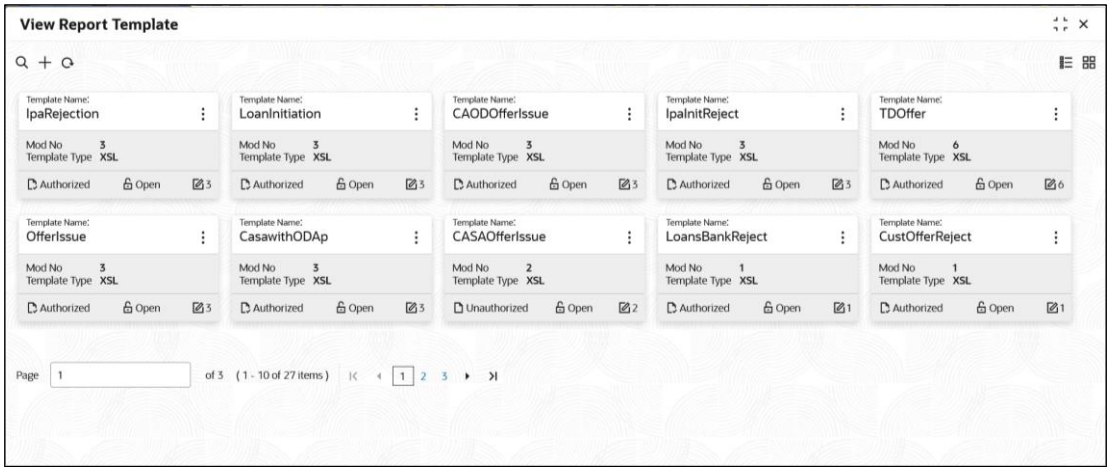 View Report Template
Template Name: Template Name: Template Name: Template Name: Template Name:
IpaRejection LoanInitiation CAODOfferIssue IpaInitReject TDOffer
Mod No 3 Mod No 3 Mod No 3 Mod No 3 Mod No 6
Template Type XSL Template Type XSL Template Type XSL Template Type XSL Template Type XSL
Authorized Open 3 Authorized Open 3 Authorized Open 3 Authorized Open 3 Authorized Open 6
Template Name: Template Name: Template Name: Template Name: Template Name:
OfferIssue CasawithODAp CASAOfferIssue LoansBankReject CustOfferReject
Mod No 3 Mod No 3 Mod No 2 Mod No 1 Mod No 1
Template Type XSL Template Type XSL Template Type XSL Template Type XSL Template Type XSL
Authorized Open 3 Authorized Open 3 Unauthorized Open 2 Authorized Open 1 Authorized Open 1
Page 1 of 3 (1 - 10 of 27 items) 1 2 3